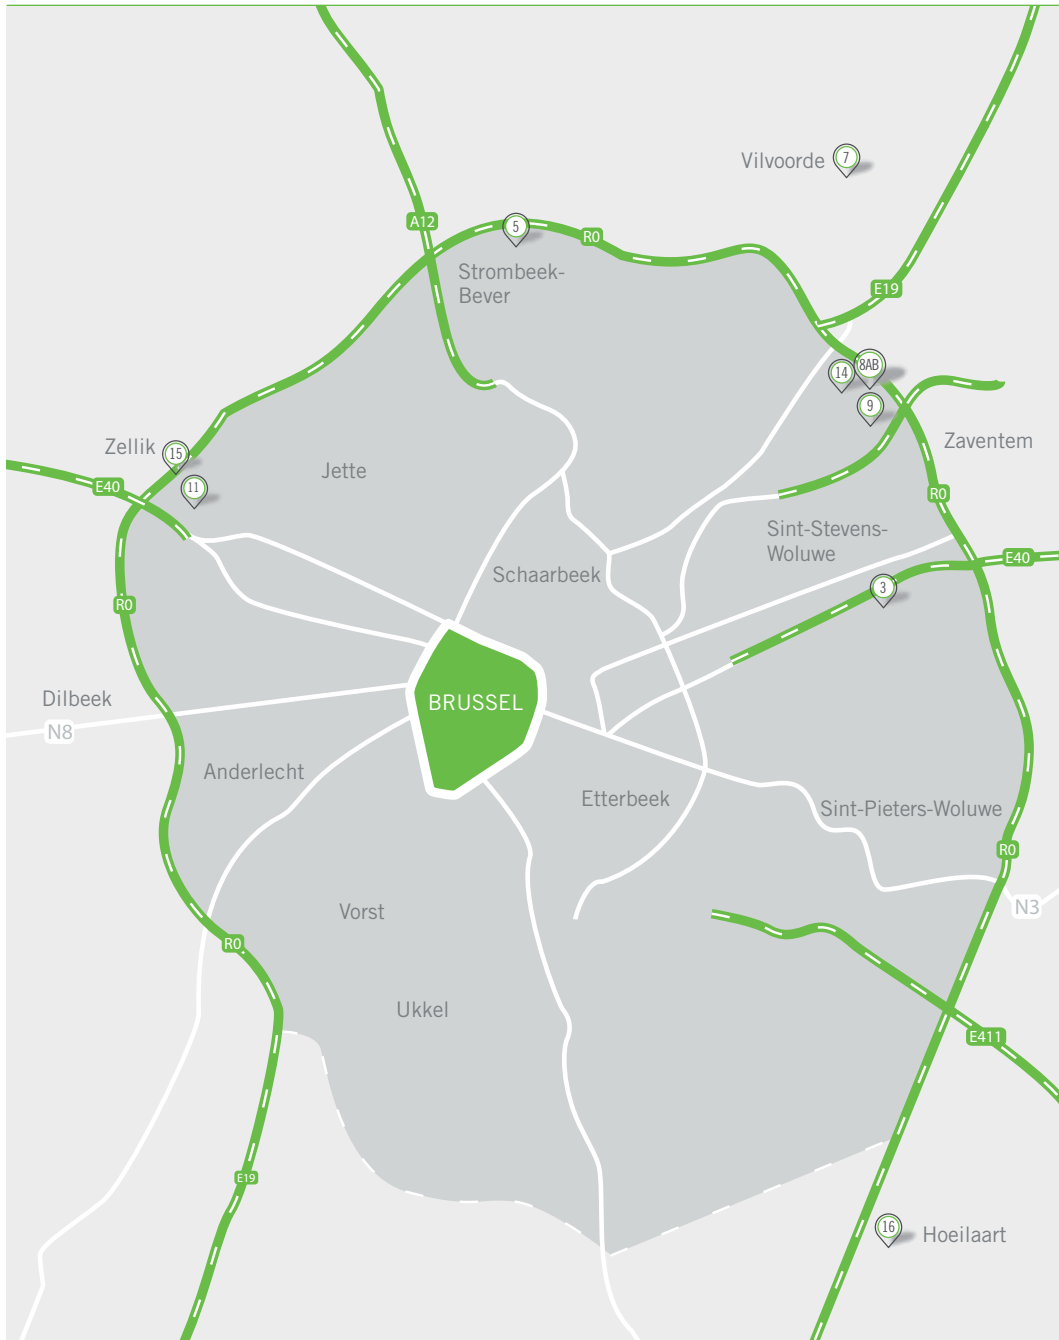 Vilvoorde
7
A12
5
R0
Strombeek-
Bever
E19
8AB
14
9
Zaventem
Zellik
15
Jette
E40
11
R0
Sint-Stevens-
Woluwe
E40
Schaarbeek
3
R0
Dilbeek
BRUSSEL
N8
Anderlecht
Etterbeek
Sint-Pieters-Woluwe
R0
N3
Vorst
R0
Ukkel
E411
E19
16
Hoeilaart